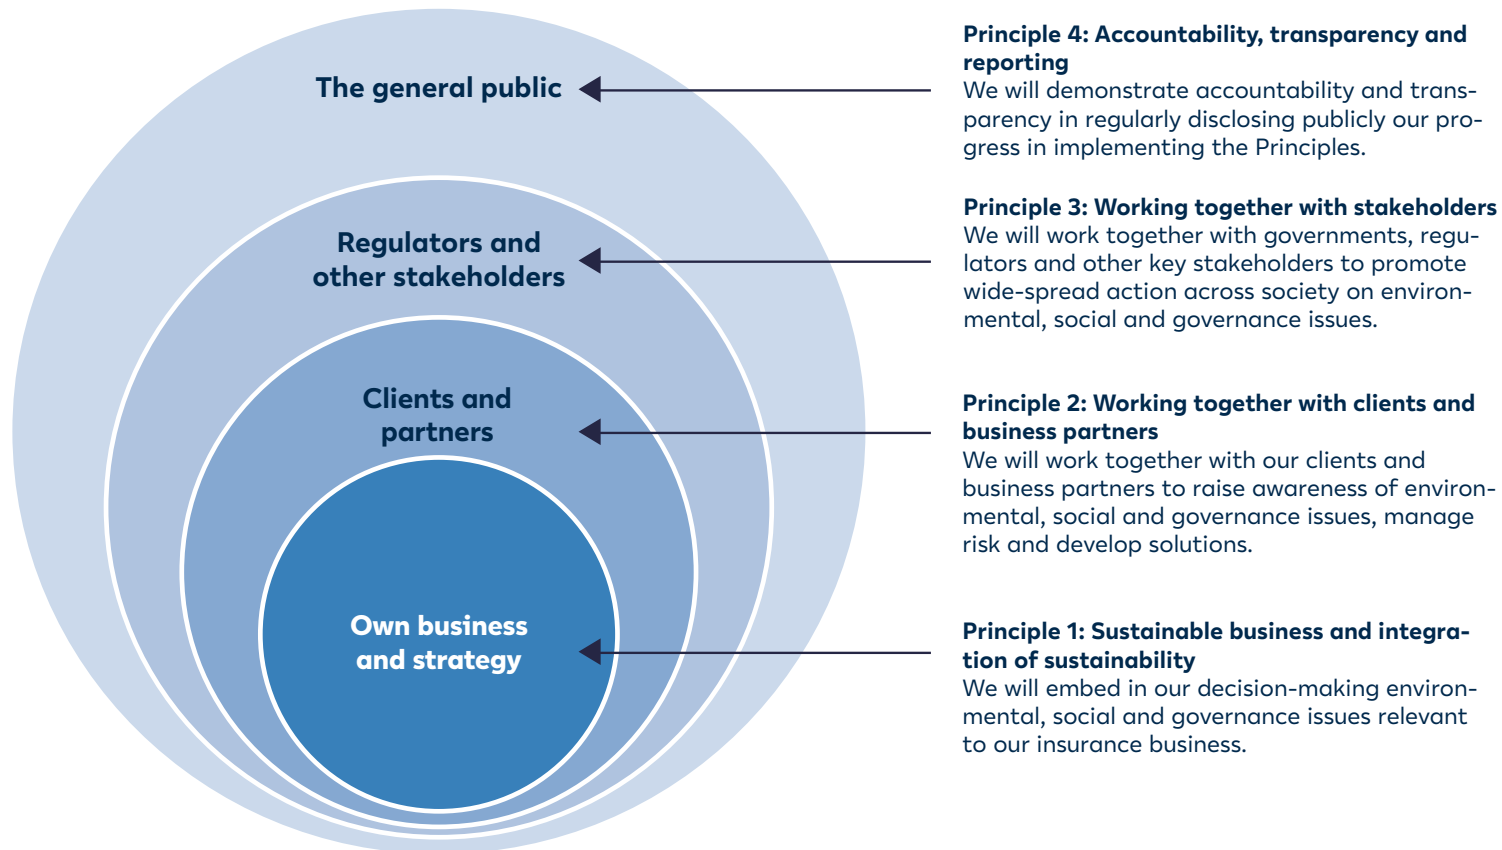 The general public
Regulators and
other stakeholders
Clients and
partners
Own business
and strategy
Principle 4: Accountability, transparency and
reporting
We will demonstrate accountability and trans-
parency in regularly disclosing publicly our pro-
gress in implementing the Principles.
Principle 3: Working together with stakeholders
We will work together with governments, regu-
lators and other key stakeholders to promote
wide-spread action across society on environ-
mental, social and governance issues.
Principle 2: Working together with clients and
business partners
We will work together with our clients and
business partners to raise awareness of environ-
mental, social and governance issues, manage
risk and develop solutions.
Principle 1: Sustainable business and integra-
tion of sustainability
We will embed in our decision-making environ-
mental, social and governance issues relevant
to our insurance business.